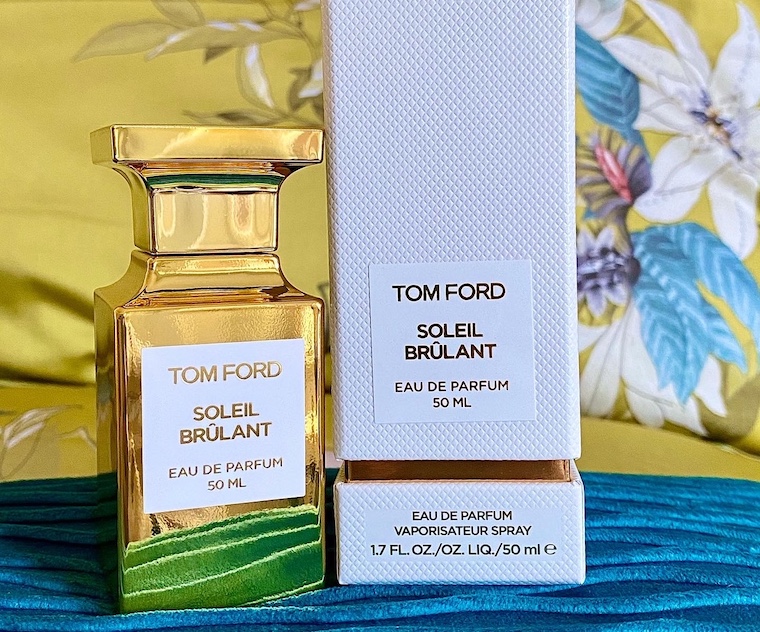 TOM FORD
SOLEIL
BRÛLANT
EAU DE PARFUM
50 ML
TOM FORD
SOLEIL
BRÛLANT
EAU DE PARFUM
50 ML
EAU DE PARFUM
VAPORISATEUR SPRAY
1.7 FL. OZ./OZ. LIQ./50 ml ℮